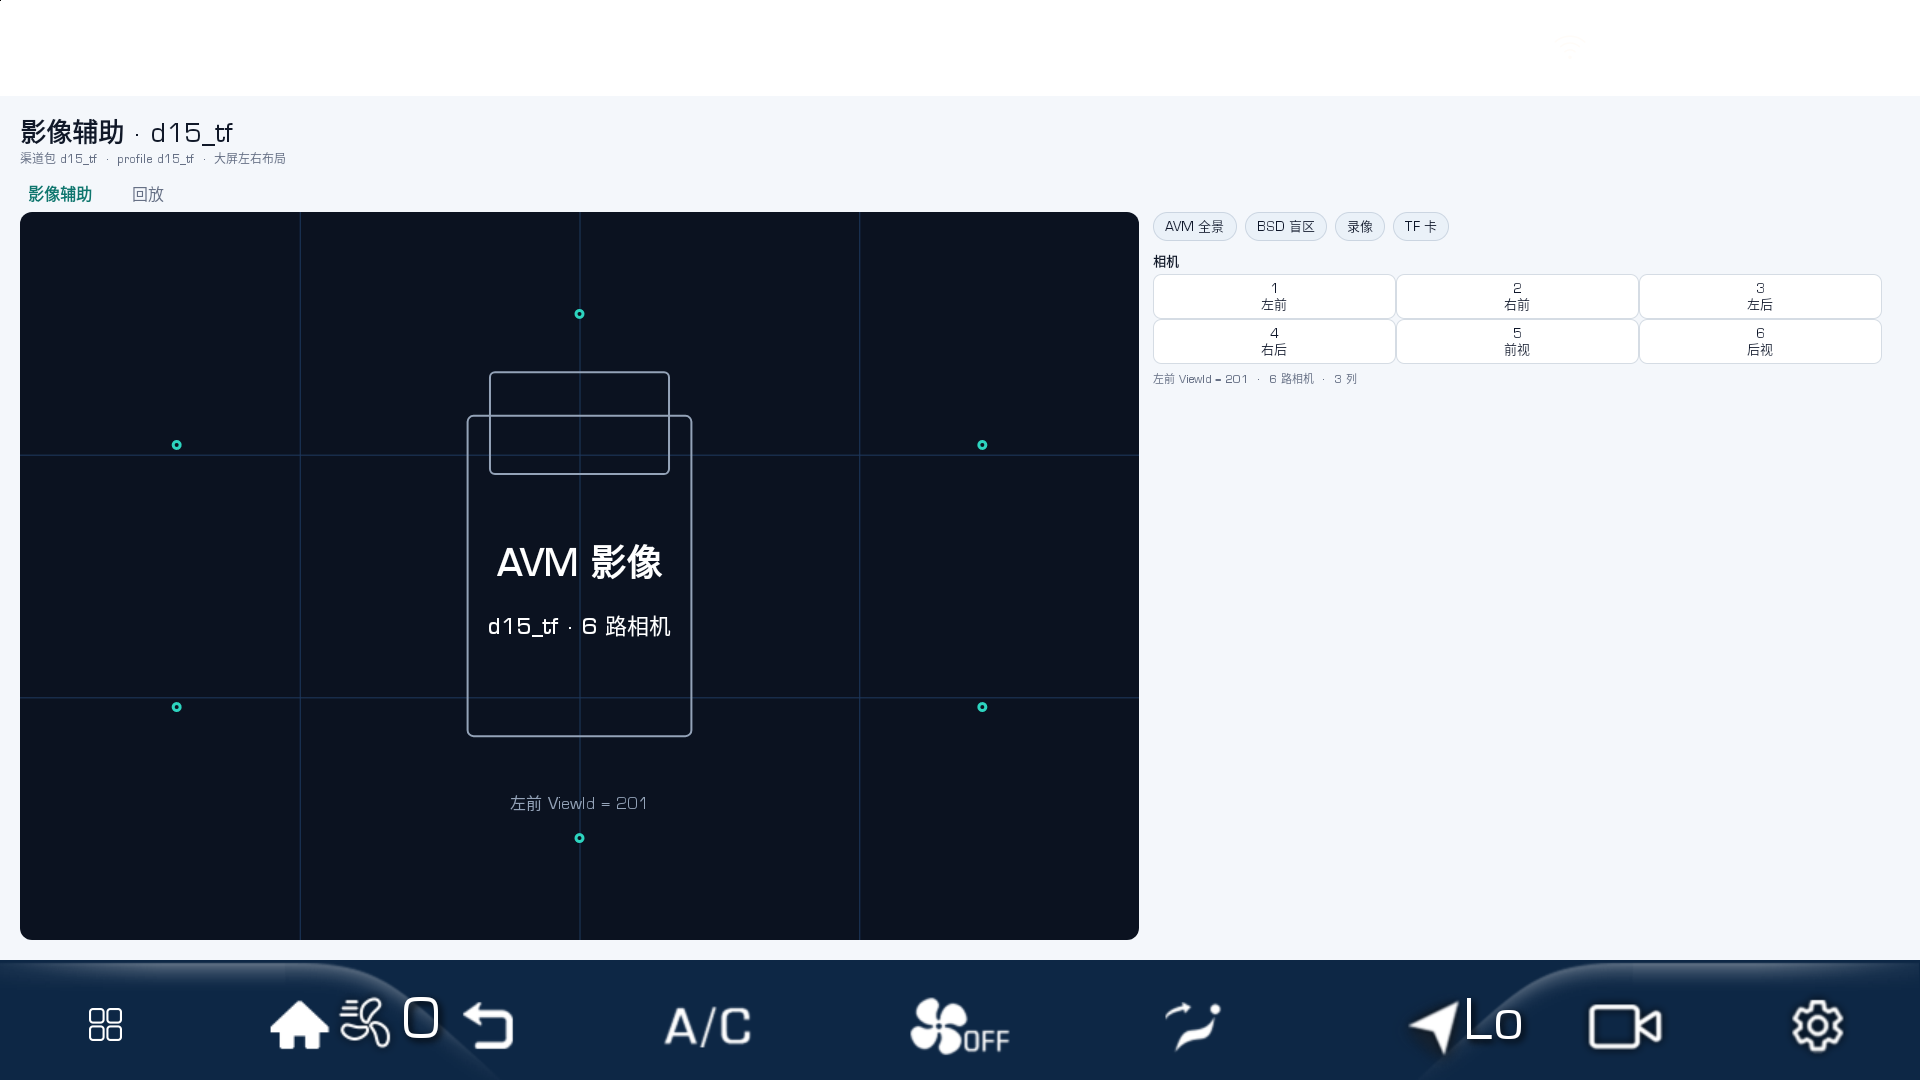 影像辅助 · d15_tf
渠道包 d15_tf · profile d15_tf · 大屏左右布局
影像辅助 回放
AVM 影像
d15_tf · 6 路相机
左前 ViewId = 201
AVM 全景 BSD 盲区 录像 TF 卡
相机
1 2 3
左前 右前 左后
4 5 6
右后 前视 后视
左前 ViewId = 201 · 6 路相机 · 3 列
0 A/C OFF Lo